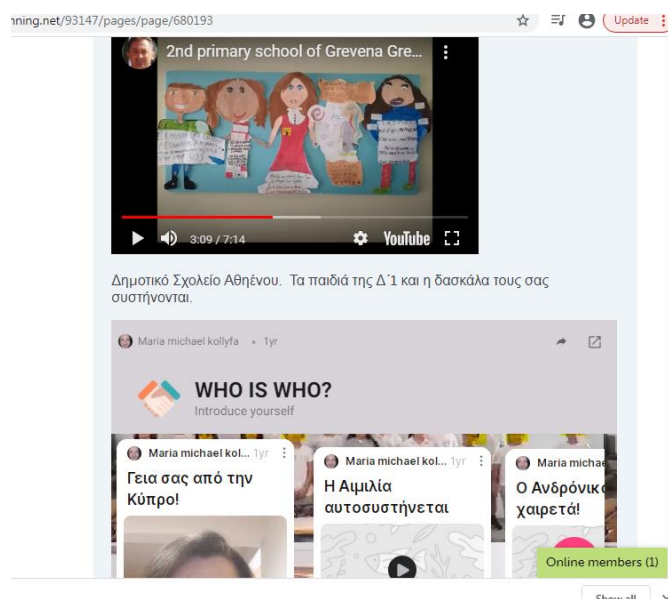 nning.net/93147/pages/page/680193
Update
2nd primary school of Grevena Gre...
3:09 / 7:14
YouTube
Δημοτικό Σχολείο Αθηένου. Τα παιδιά της Δ΄1 και η δασκάλα τους σας
συστήνονται.
Maria michael kollyfa • 1yr
WHO IS WHO?
Introduce yourself
Maria michael kol... 1yr
Γεια σας από την
Κύπρο!
Maria michael kol... 1yr
Η Αιμιλία
αυτοσυστήνεται
Maria michae
Ο Ανδρόνικ
χαιρετά!
Online members (1)
Show all